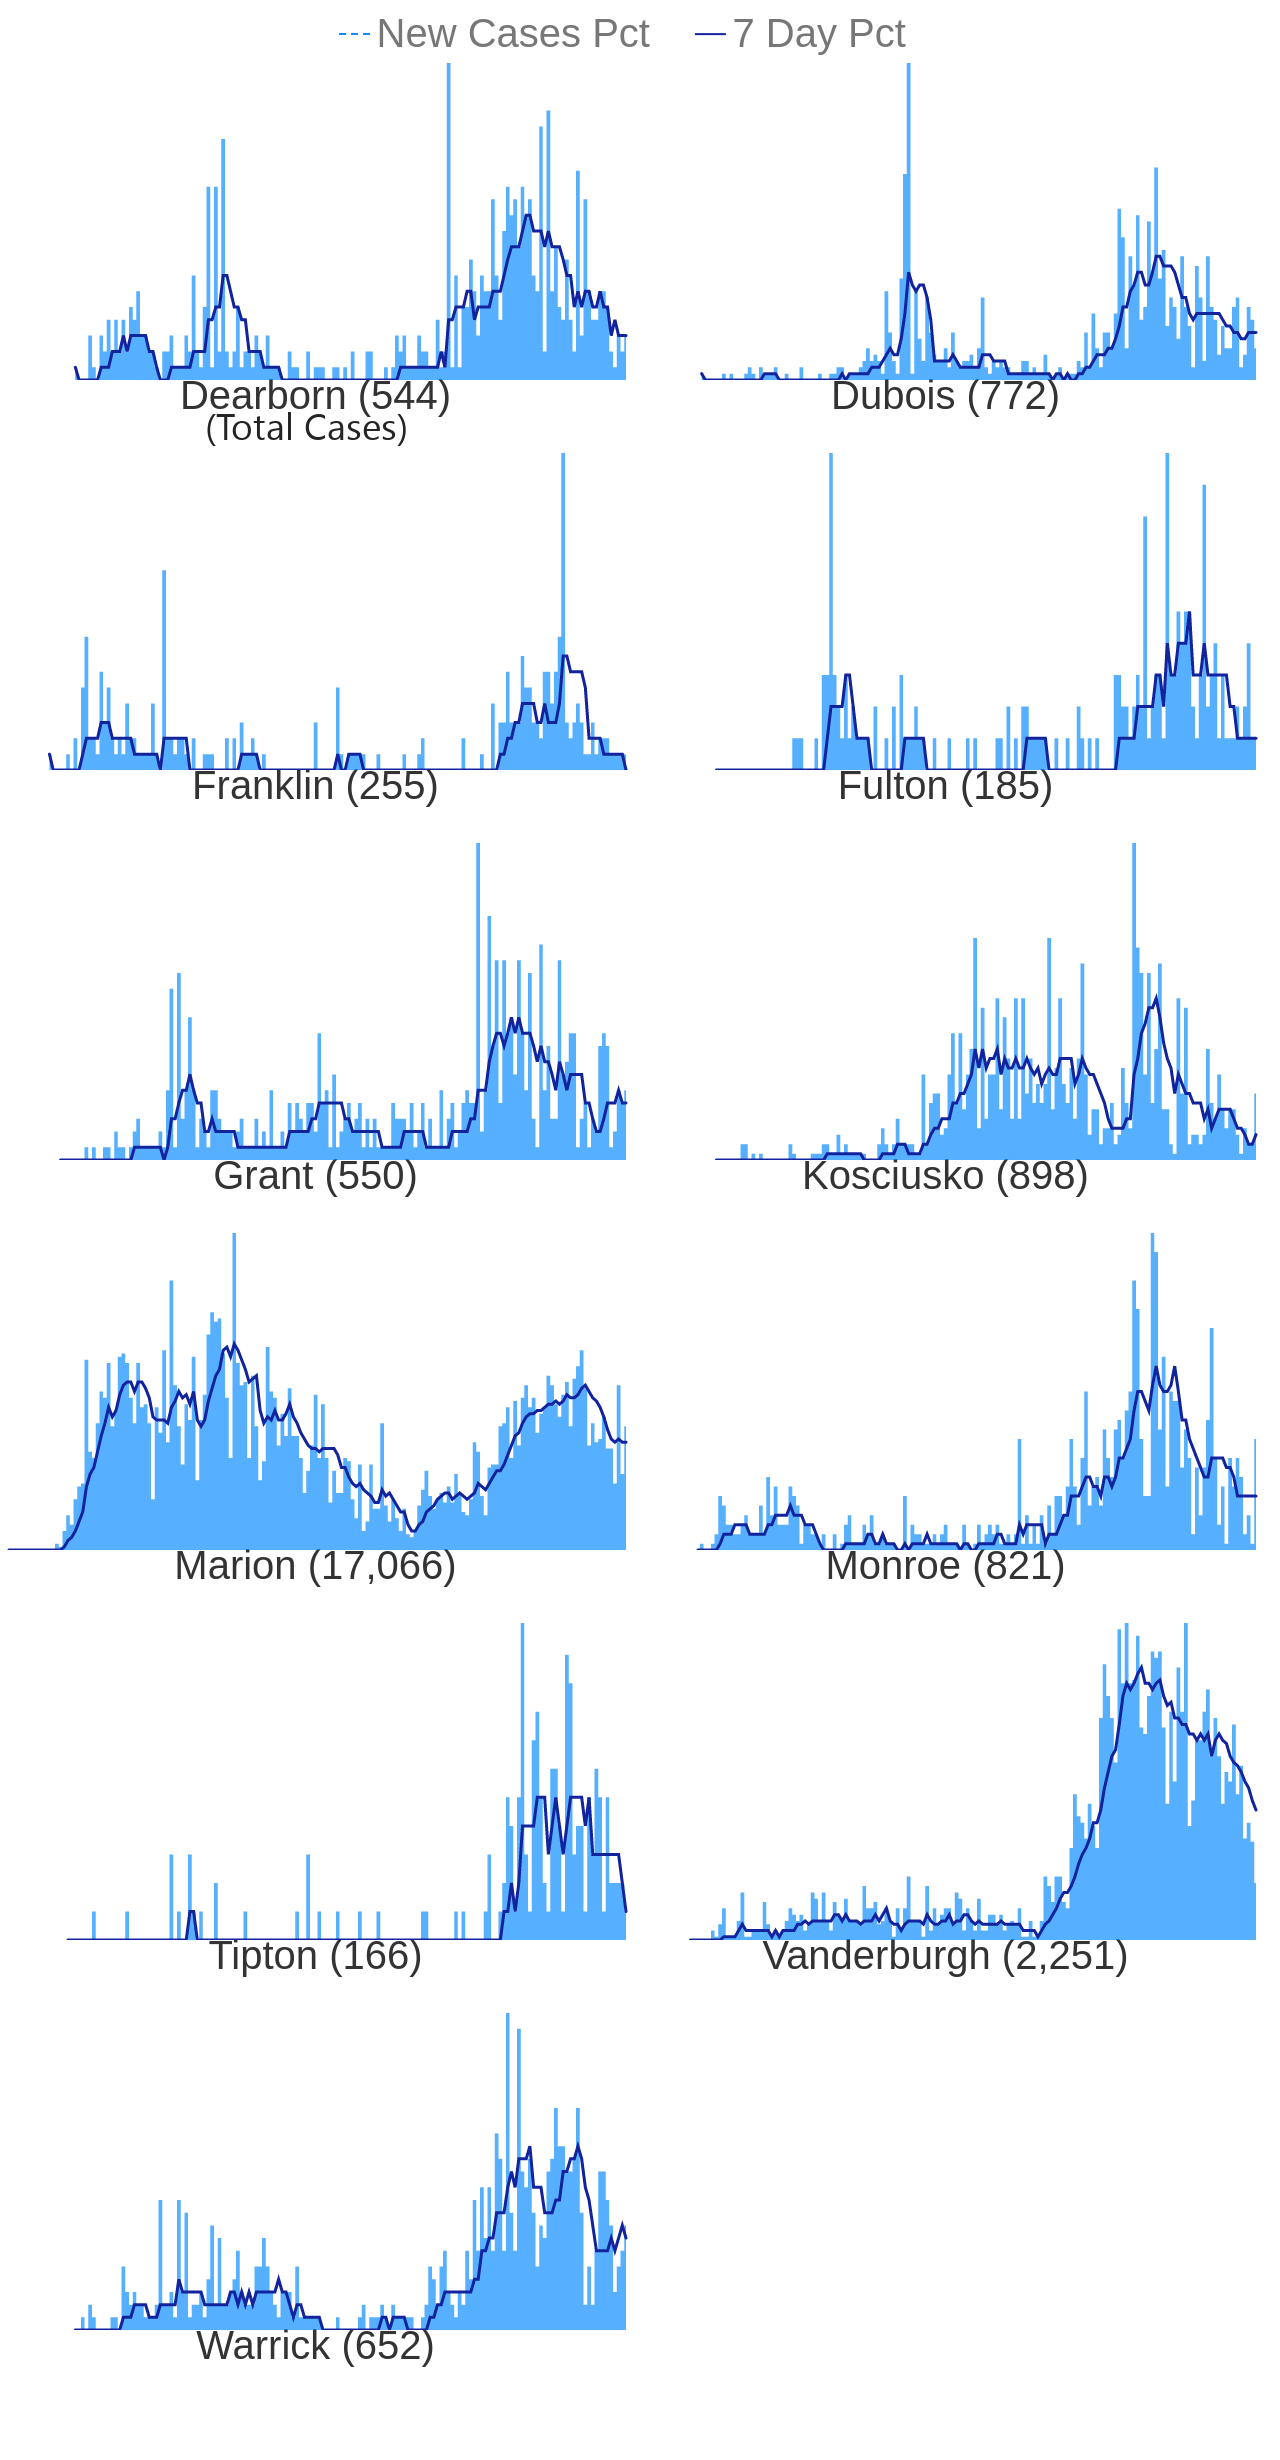 New Cases Pct 7 Day Pct
Dearborn (544) Dubois (772)
(Total Cases)
Franklin (255) Fulton (185)
Grant (550) Kosciusko (898)
Marion (17,066) Monroe (821)
Tipton (166) Vanderburgh (2,251)
Warrick (652)